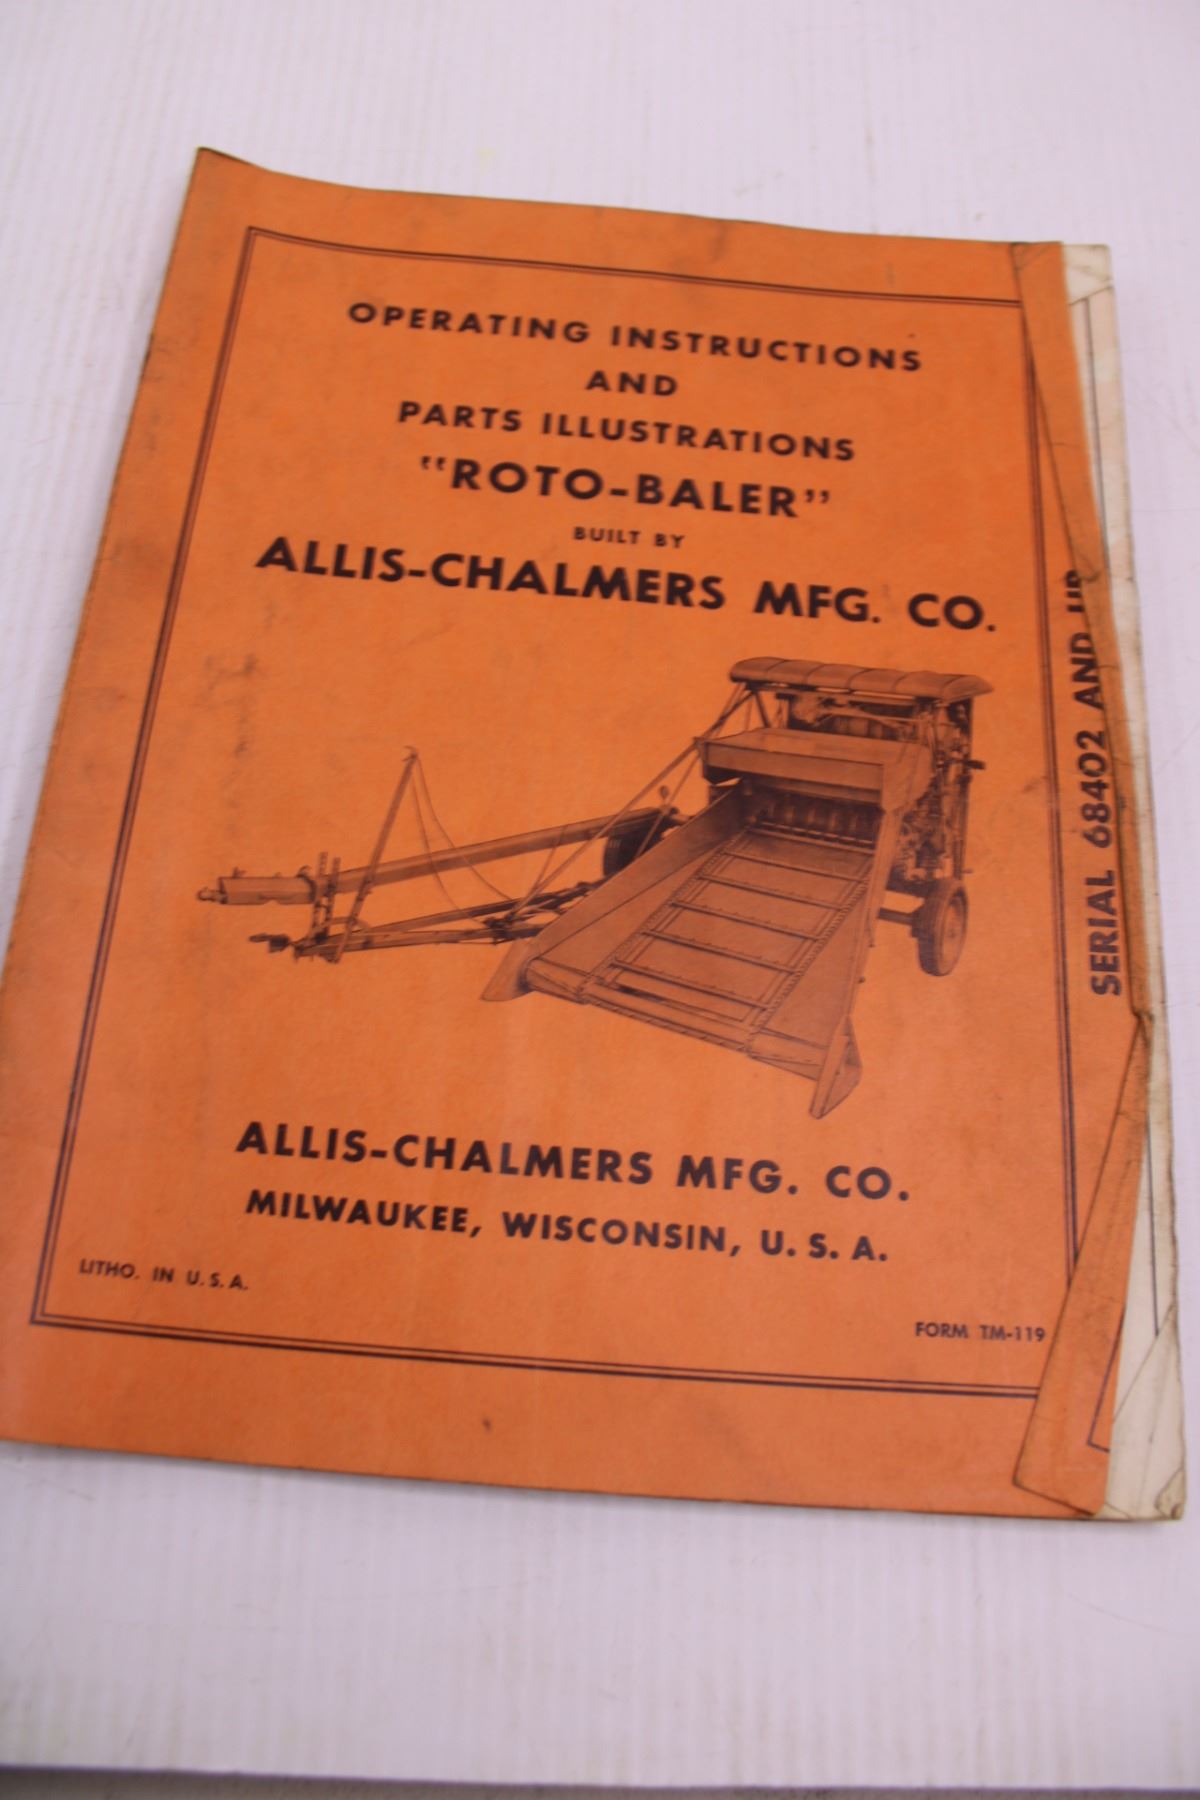 OPERATING INSTRUCTIONS
AND
PARTS ILLUSTRATIONS
"ROTO-BALER"
BUILT BY
ALLIS-CHALMERS MFG. CO.
SERIAL 68402 AND UP
ALLIS-CHALMERS MFG. CO.
MILWAUKEE, WISCONSIN, U. S. A.
LITHO. IN U. S. A.
FORM TM-119